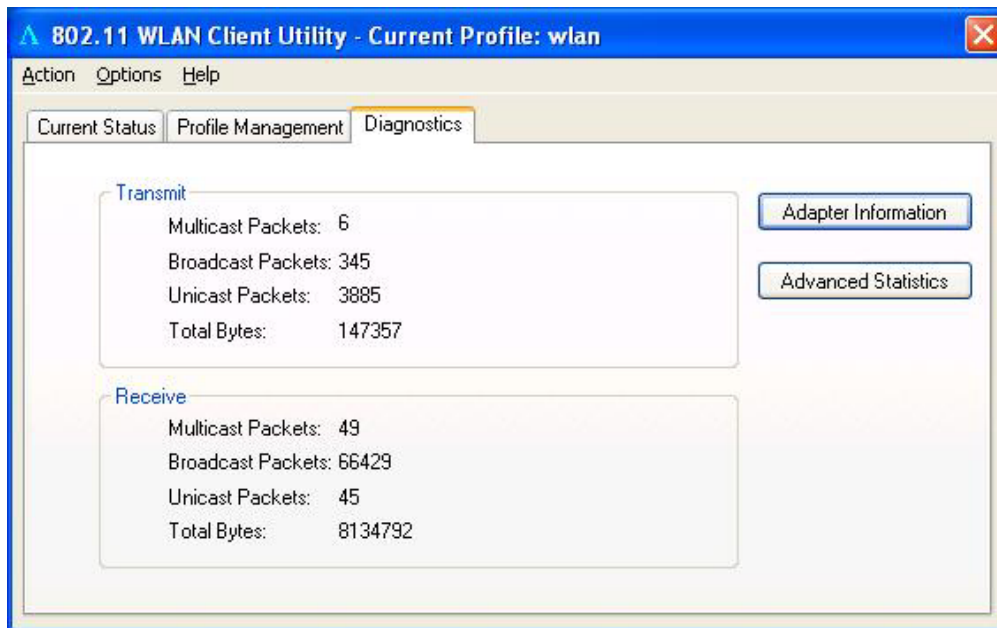 802.11 WLAN Client Utility - Current Profile: wlan
Action Options Help
Current Status Profile Management Diagnostics
Transmit
Multicast Packets: 6
Broadcast Packets: 345
Unicast Packets: 3885
Total Bytes: 147357
Adapter Information
Advanced Statistics
Receive
Multicast Packets: 49
Broadcast Packets: 66429
Unicast Packets: 45
Total Bytes: 8134792